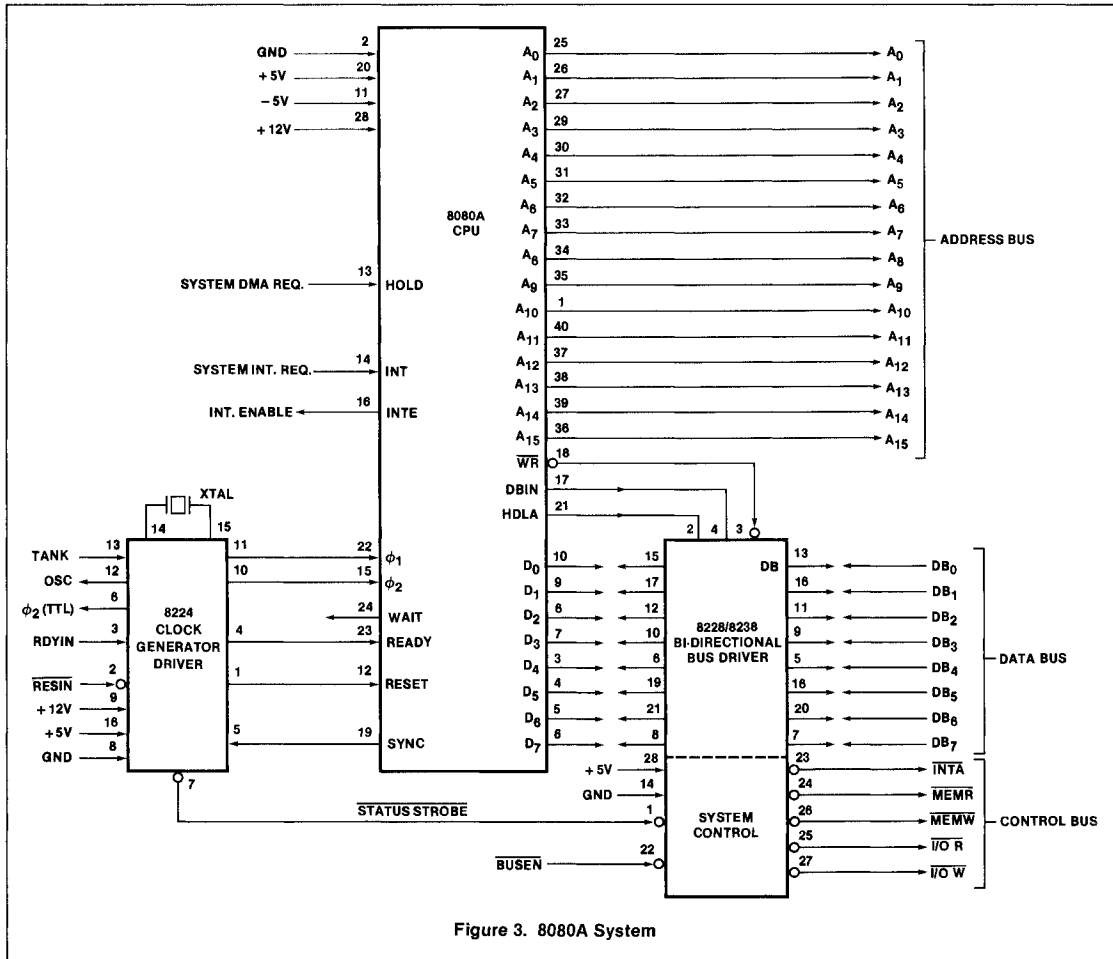 GND 2
+5V 20
−5V 11
+12V 28
8080A
CPU
SYSTEM DMA REQ. 13 HOLD
SYSTEM INT. REQ. 14 INT
INT. ENABLE 16 INTE
A0 25 A0
A1 26 A1
A2 27 A2
A3 29 A3
A4 30 A4
A5 31 A5
A6 32 A6
A7 33 A7
A8 34 A8
A9 35 A9
A10 1 A10
A11 40 A11
A12 37 A12
A13 38 A13
A14 39 A14
A15 36 A15
ADDRESS BUS
WR 18
DBIN 17
HDLA 21
2 4 3
XTAL
14 15
TANK 13
OSC 12
ϕ2 (TTL) 6
RDYIN 3
RESIN 2
+12V 9
+5V 16
GND 8
8224
CLOCK
GENERATOR
DRIVER
11 22 ϕ1
10 15 ϕ2
24 WAIT
4 23 READY
1 12 RESET
5 19 SYNC
7
D0 10 15 DB 13 DB0
D1 9 17 16 DB1
D2 6 12 11 DB2
D3 7 10 9 DB3
D4 3 6 5 DB4
D5 4 19 16 DB5
D6 5 21 20 DB6
D7 6 8 7 DB7
8228/8238
BI-DIRECTIONAL
BUS DRIVER
DATA BUS
+5V 28
GND 14
STATUS STROBE 1
BUSEN 22
SYSTEM
CONTROL
23 INTA
24 MEMR
26 MEMW
25 I/O R
27 I/O W
CONTROL BUS
Figure 3. 8080A System